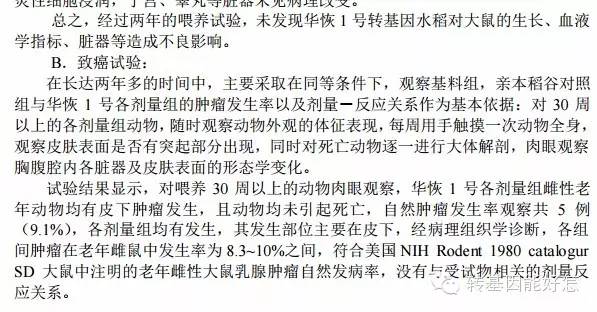 炎性细胞浸润，子宫、睾丸等脏器未见病理改变。
总之，经过两年的喂养试验，未发现华恢 1 号转基因水稻对大鼠的生长、血液
学指标、脏器等造成不良影响。
B．致癌试验：
在长达两年多的时间中，主要采取在同等条件下，观察基料组，亲本稻谷对照
组与华恢 1 号各剂量组的肿瘤发生率以及剂量－反应关系作为基本依据：对 30 周
以上的各剂量组动物，随时观察动物外观的体征表现，每周用手触摸一次动物全身，
观察皮肤表面是否有突起部分出现，同时对死亡动物逐一进行大体解剖，肉眼观察
胸腹腔内各脏器及皮肤表面的形态学变化。
试验结果显示，对喂养 30 周以上的动物肉眼观察，华恢 1 号各剂量组雌性老
年动物均有皮下肿瘤发生，且动物均未引起死亡，自然肿瘤发生率观察共 5 例
（9.1%），各剂量组均有发生，其发生部位主要在皮下，经病理组织学诊断，各组
间肿瘤在老年雌鼠中发生率为 8.3~10%之间，符合美国 NIH Rodent 1980 catalogur
SD 大鼠中注明的老年雌性大鼠乳腺肿瘤自然发病率，没有与受试物相关的剂量反
应关系。
转基因能好怎